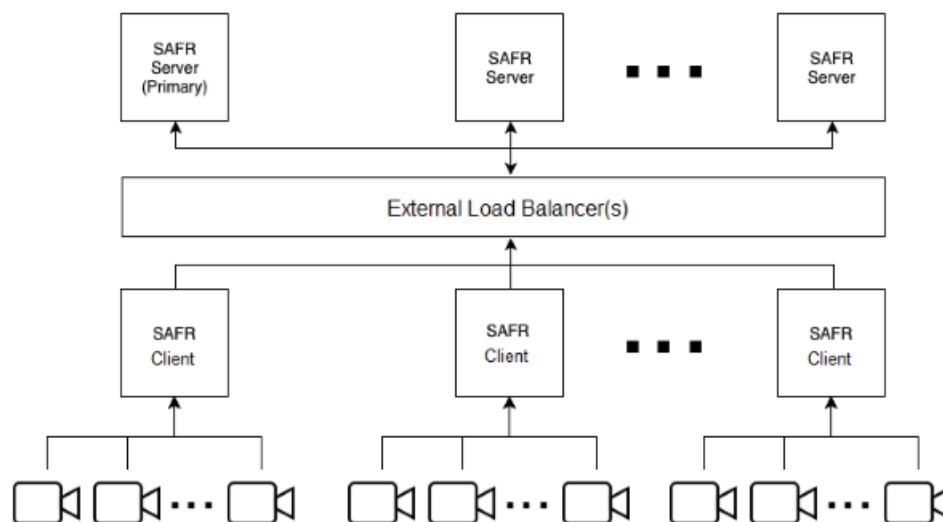 SAFR
Server
(Primary)
SAFR
Server
SAFR
Server
External Load Balancer(s)
SAFR
Client
SAFR
Client
SAFR
Client